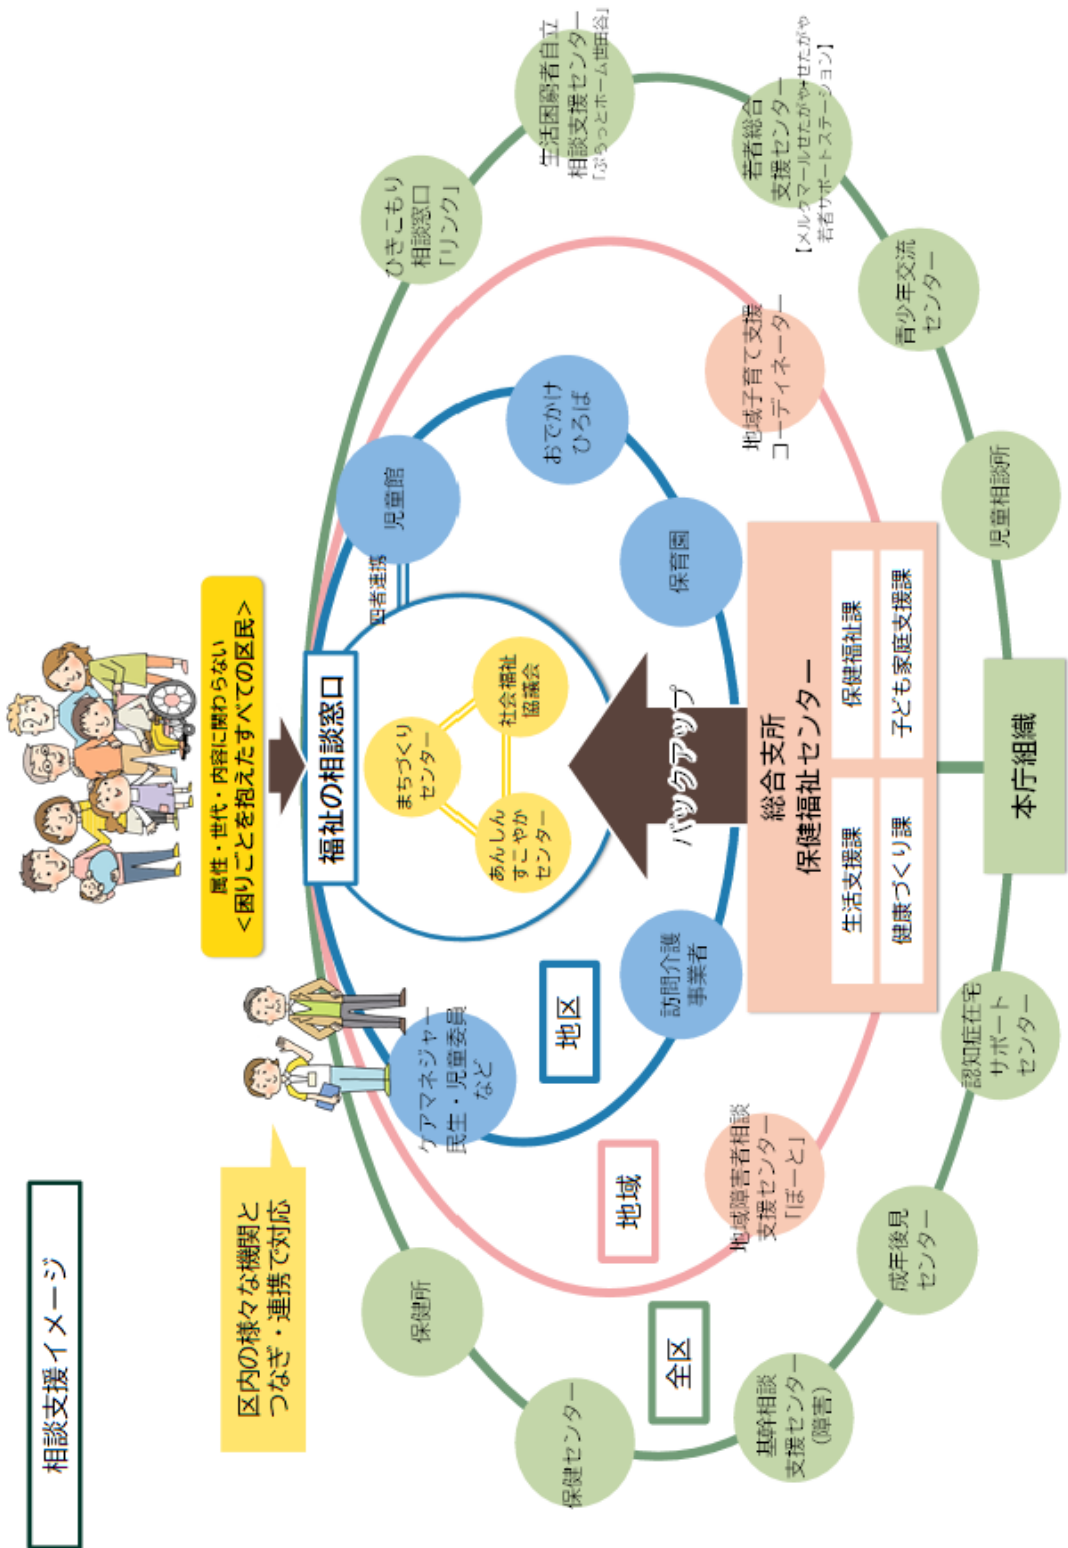 相談支援イメージ
属性・世代・内容に関わらない
＜困りごとを抱えたすべての区民＞
区内の様々な機関と
つなぎ・連携で対応
福祉の相談窓口
四者連携
まちづくり
センター
あんしん
すこやか
センター
社会福祉
協議会
児童館
おでかけ
ひろば
保育園
訪問介護
事業者
ケアマネジャー
民生・児童委員
など
地区
バックアップ
総合支所
保健福祉センター
生活支援課
保健福祉課
健康づくり課
子ども家庭支援課
地域
地域障害者相談
支援センター
「ぽーと」
地域子育て支援
コーディネーター
全区
保健所
保健センター
基幹相談
支援センター
（障害）
成年後見
センター
認知症在宅
サポート
センター
本庁組織
児童相談所
青少年交流
センター
若者総合
支援センター
【メルクマールせたがや・せたがや
若者サポートステーション】
生活困窮者自立
相談支援センター
「ぷらっとホーム世田谷」
ひきこもり
相談窓口
「リンク」